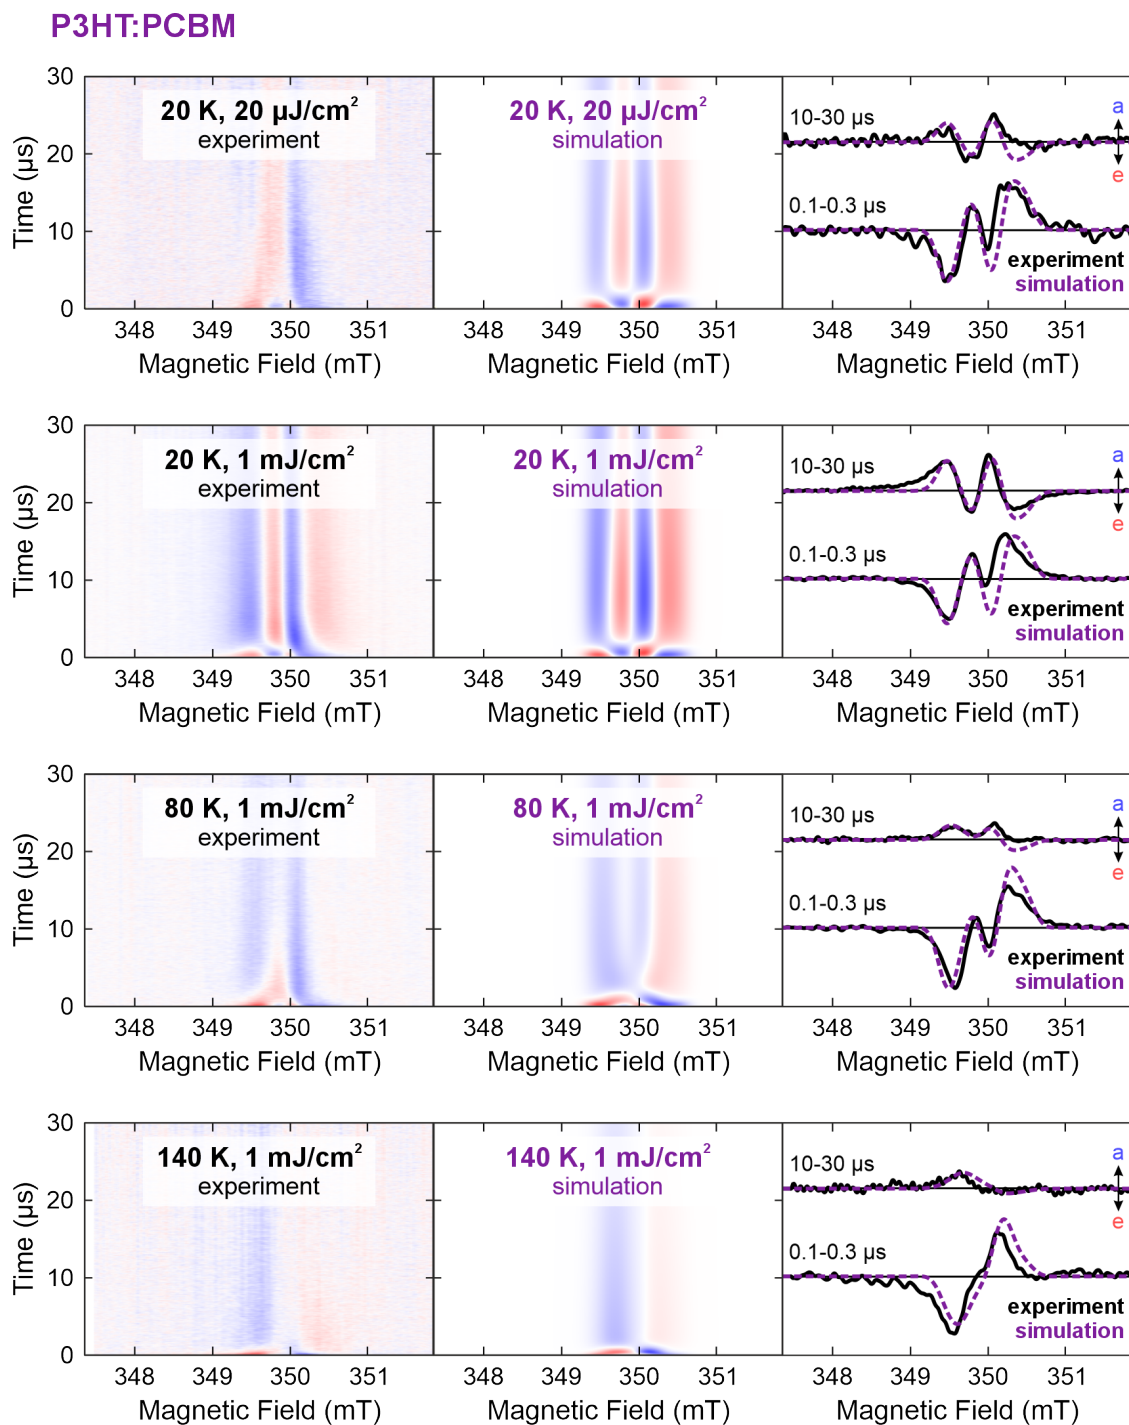 P3HT:PCBM
Time (µs)
30
20
10
0
20 K, 20 µJ/cm²
experiment
348 349 350 351
Magnetic Field (mT)
20 K, 20 µJ/cm²
simulation
348 349 350 351
Magnetic Field (mT)
10-30 µs
a
e
0.1-0.3 µs
experiment
simulation
348 349 350 351
Magnetic Field (mT)
Time (µs)
30
20
10
0
20 K, 1 mJ/cm²
experiment
348 349 350 351
Magnetic Field (mT)
20 K, 1 mJ/cm²
simulation
348 349 350 351
Magnetic Field (mT)
10-30 µs
a
e
0.1-0.3 µs
experiment
simulation
348 349 350 351
Magnetic Field (mT)
Time (µs)
30
20
10
0
80 K, 1 mJ/cm²
experiment
348 349 350 351
Magnetic Field (mT)
80 K, 1 mJ/cm²
simulation
348 349 350 351
Magnetic Field (mT)
10-30 µs
a
e
0.1-0.3 µs
experiment
simulation
348 349 350 351
Magnetic Field (mT)
Time (µs)
30
20
10
0
140 K, 1 mJ/cm²
experiment
348 349 350 351
Magnetic Field (mT)
140 K, 1 mJ/cm²
simulation
348 349 350 351
Magnetic Field (mT)
10-30 µs
a
e
0.1-0.3 µs
experiment
simulation
348 349 350 351
Magnetic Field (mT)